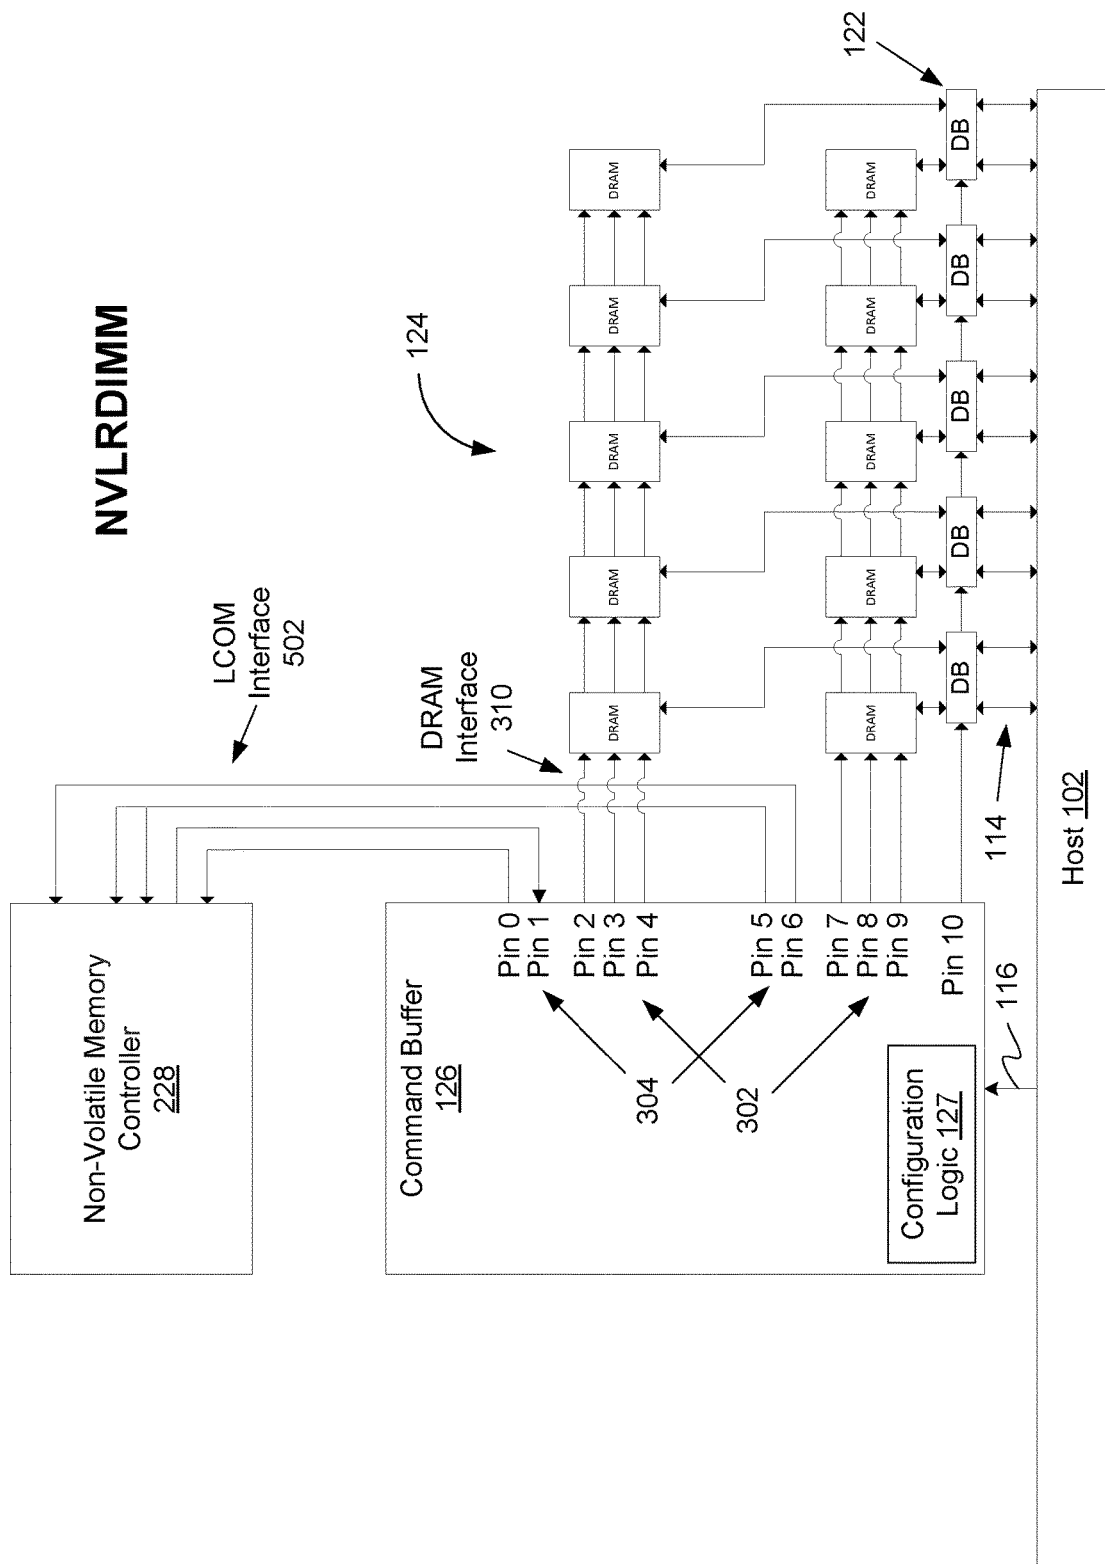 NVLRDIMM
Non-Volatile Memory
Controller
228
LCOM
Interface
502
Command Buffer
126
Pin 0
Pin 1
Pin 2
Pin 3
Pin 4
Pin 5
Pin 6
Pin 7
Pin 8
Pin 9
Pin 10
304
302
Configuration
Logic 127
116
DRAM
Interface
310
124
DRAM
DRAM
DRAM
DRAM
DRAM
DRAM
DRAM
DRAM
DRAM
DRAM
DB
DB
DB
DB
DB
122
114
Host 102